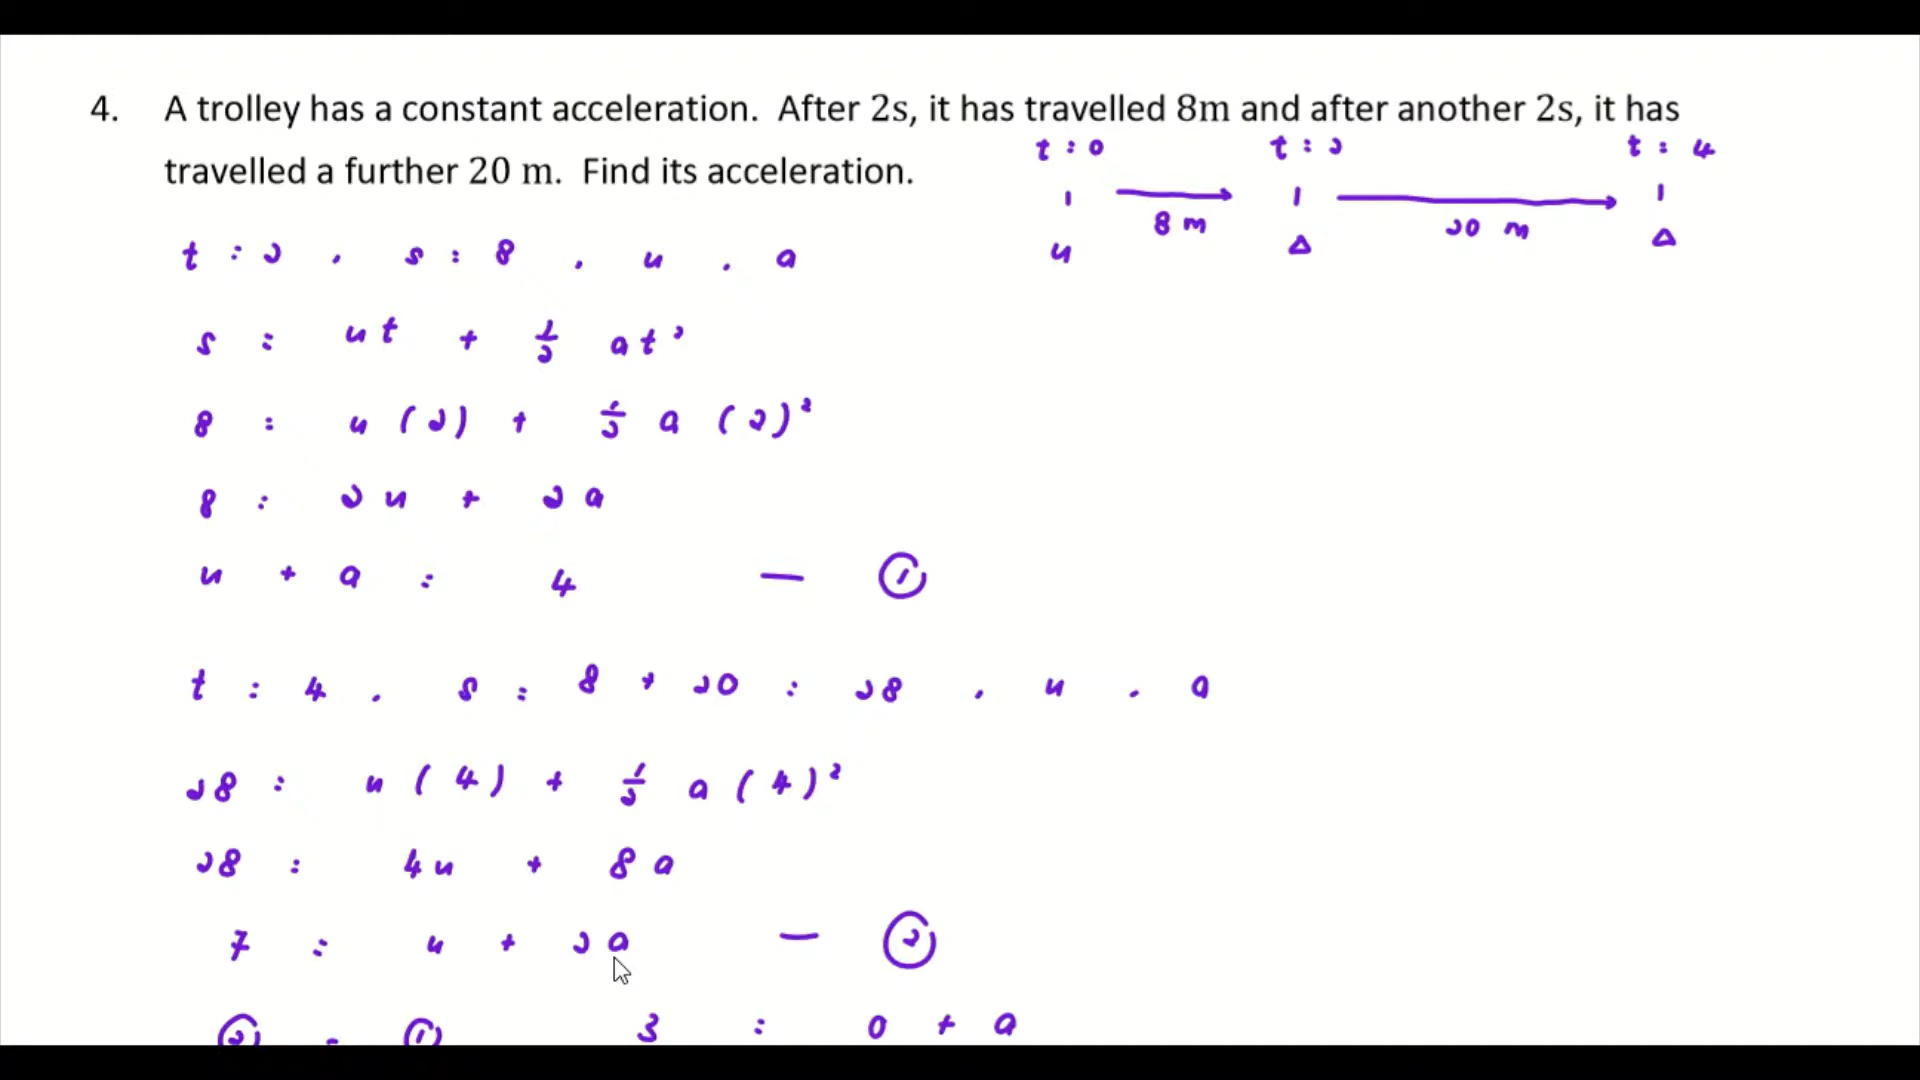 4. A trolley has a constant acceleration. After 2s, it has travelled 8m and after another 2s, it has
travelled a further 20 m. Find its acceleration.
t = 0 t = 2 t = 4
8 m 20 m
u Δ Δ
t = 2, s = 8, u, a
s = ut + 1/2 at²
8 = u(2) + 1/2 a(2)²
8 = 2u + 2a
u + a = 4 — ①
t = 4, s = 8 + 20 = 28, u, a
28 = u(4) + 1/2 a(4)²
28 = 4u + 8a
7 = u + 2a — ②
② - ① 3 = 0 + a